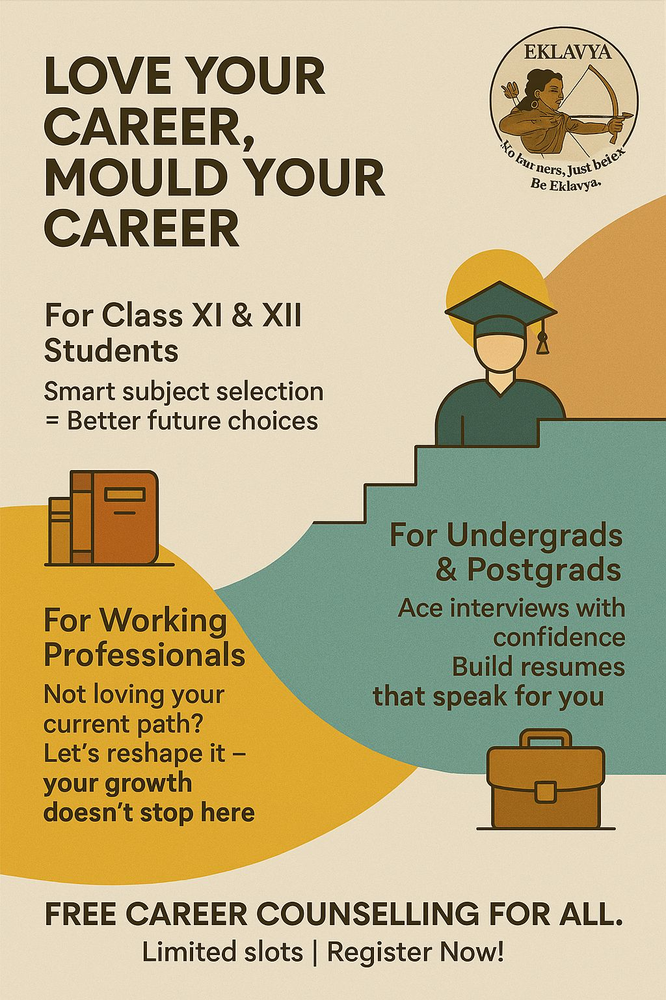 LOVE YOUR
CAREER,
MOULD YOUR
CAREER
EKLAVYA
ners, Just
Be Eklavya.
For Class XI & XII
Students
Smart subject selection
= Better future choices
For Undergrads
& Postgrads
Ace interviews with
confidence
Build resumes
that speak for you
For Working
Professionals
Not loving your
current path?
Let's reshape it –
your growth
doesn't stop here
FREE CAREER COUNSELLING FOR ALL.
Limited slots | Register Now!